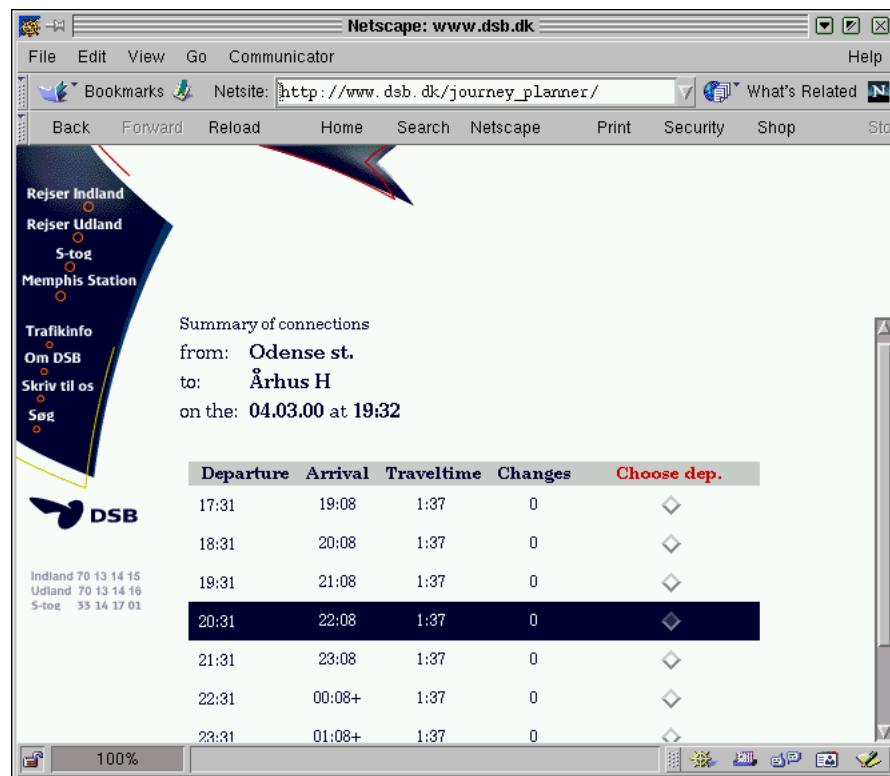 Netscape: www.dsb.dk
File Edit View Go Communicator Help
Bookmarks Netsite: http://www.dsb.dk/journey_planner/ What's Related N
Back Forward Reload Home Search Netscape Print Security Shop Sto
Rejser Indland
Rejser Udland
S-tog
Memphis Station
Trafikinfo
Om DSB
Skriv til os
Søg
DSB
Indland 70 13 14 15
Udland 70 13 14 16
S-tog 33 14 17 01
Summary of connections
from: Odense st.
to: Århus H
on the: 04.03.00 at 19:32
Departure Arrival Traveltime Changes Choose dep.
17:31 19:08 1:37 0
18:31 20:08 1:37 0
19:31 21:08 1:37 0
20:31 22:08 1:37 0
21:31 23:08 1:37 0
22:31 00:08+ 1:37 0
23:31 01:08+ 1:37 0
100%